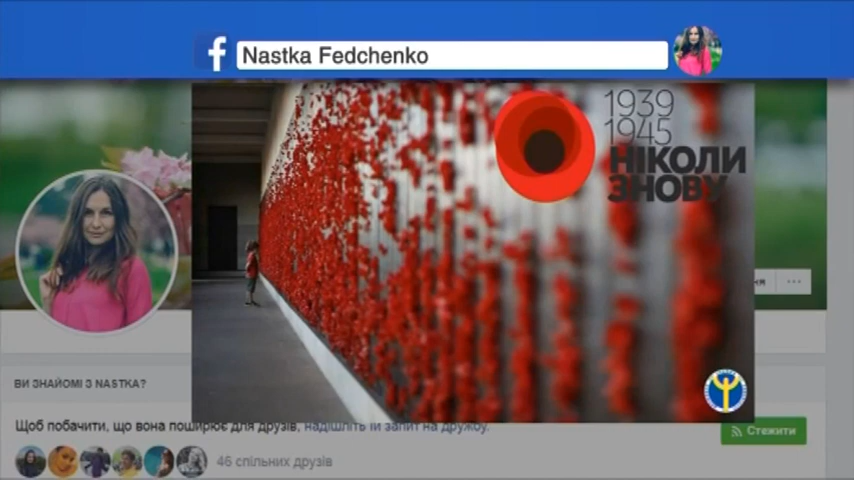 Nastka Fedchenko
1939
1945
НІКОЛИ
ЗНОВУ
ВИ ЗНАЙОМІ З NASTKA?
Щоб побачити, що вона поширює для друзів, надішліть їй запит на дружбу.
Стежити
46 спільних друзів